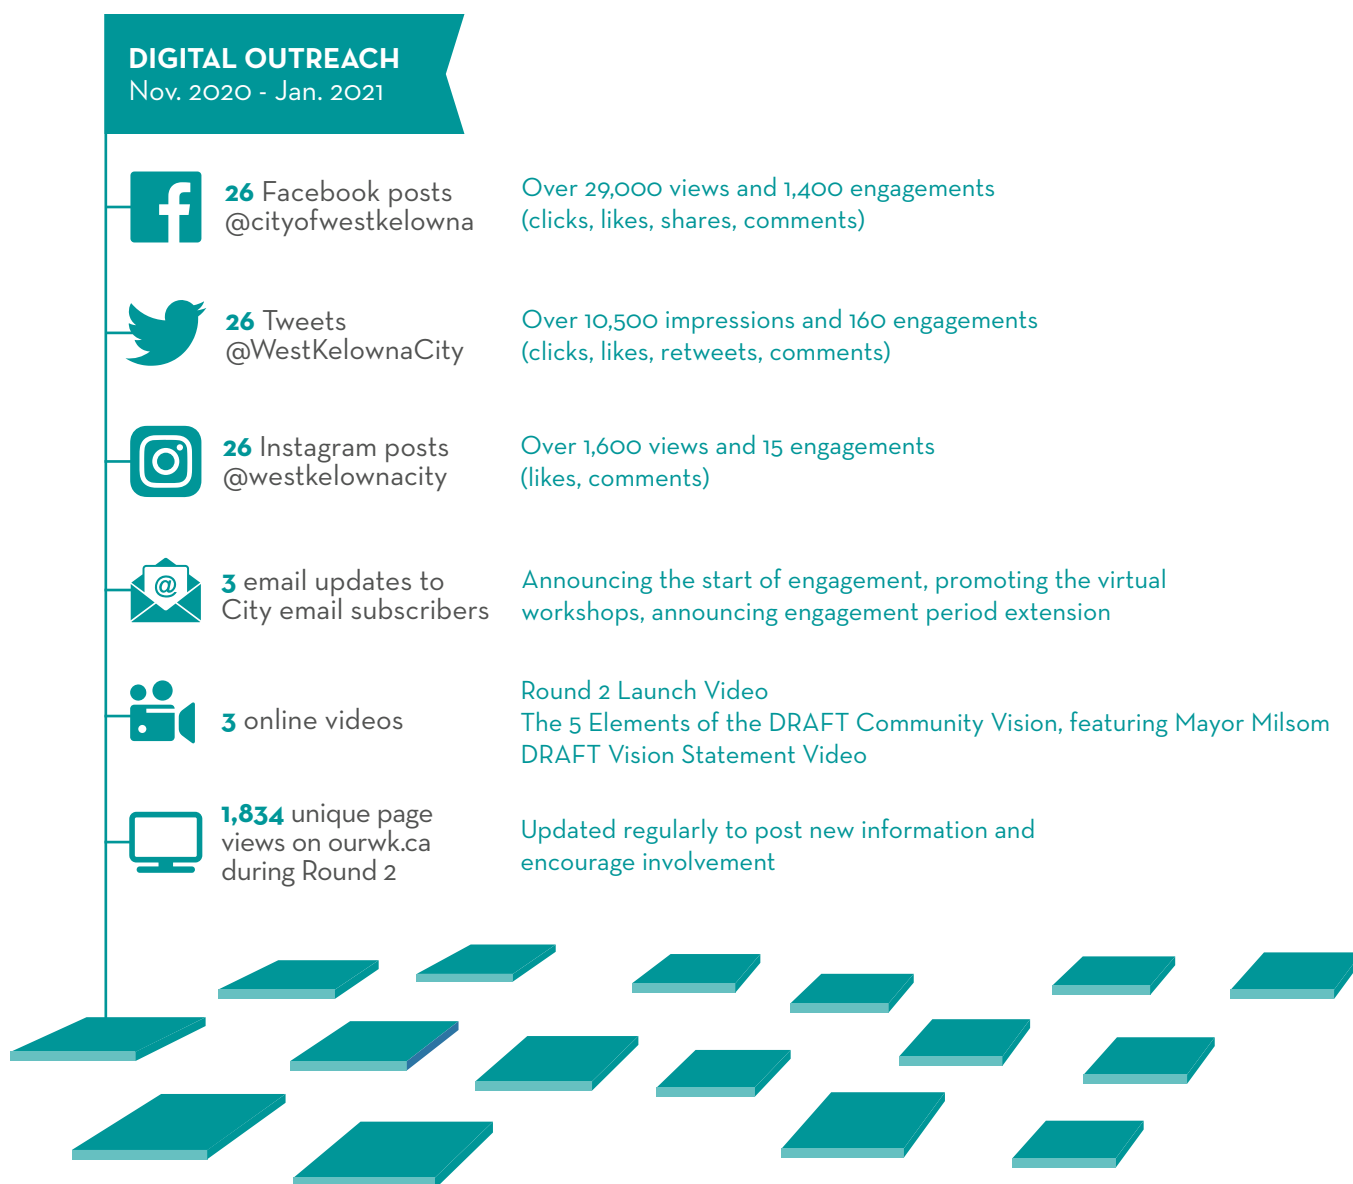 DIGITAL OUTREACH
Nov. 2020 - Jan. 2021
26 Facebook posts
@cityofwestkelowna
Over 29,000 views and 1,400 engagements
(clicks, likes, shares, comments)
26 Tweets
@WestKelownaCity
Over 10,500 impressions and 160 engagements
(clicks, likes, retweets, comments)
26 Instagram posts
@westkelownacity
Over 1,600 views and 15 engagements
(likes, comments)
@
3 email updates to
City email subscribers
Announcing the start of engagement, promoting the virtual
workshops, announcing engagement period extension
3 online videos
Round 2 Launch Video
The 5 Elements of the DRAFT Community Vision, featuring Mayor Milsom
DRAFT Vision Statement Video
1,834 unique page
views on ourwk.ca
during Round 2
Updated regularly to post new information and
encourage involvement